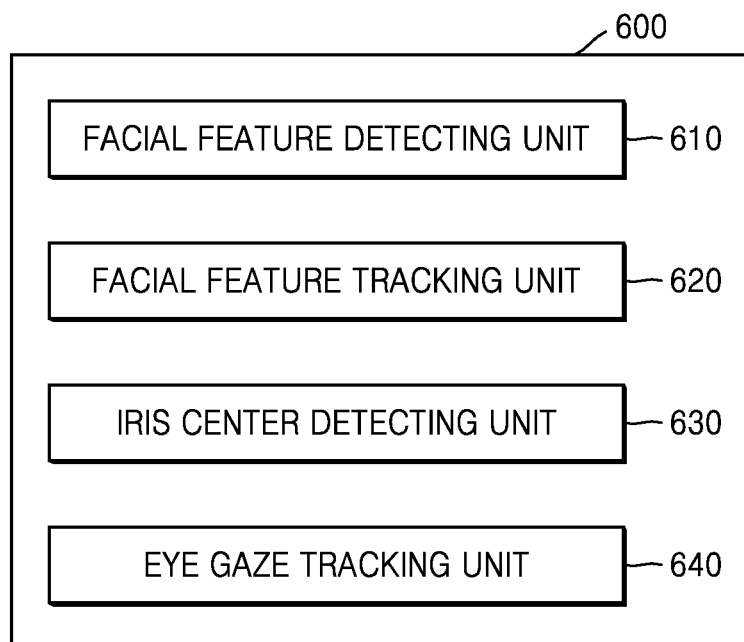 600
FACIAL FEATURE DETECTING UNIT 610
FACIAL FEATURE TRACKING UNIT 620
IRIS CENTER DETECTING UNIT 630
EYE GAZE TRACKING UNIT 640